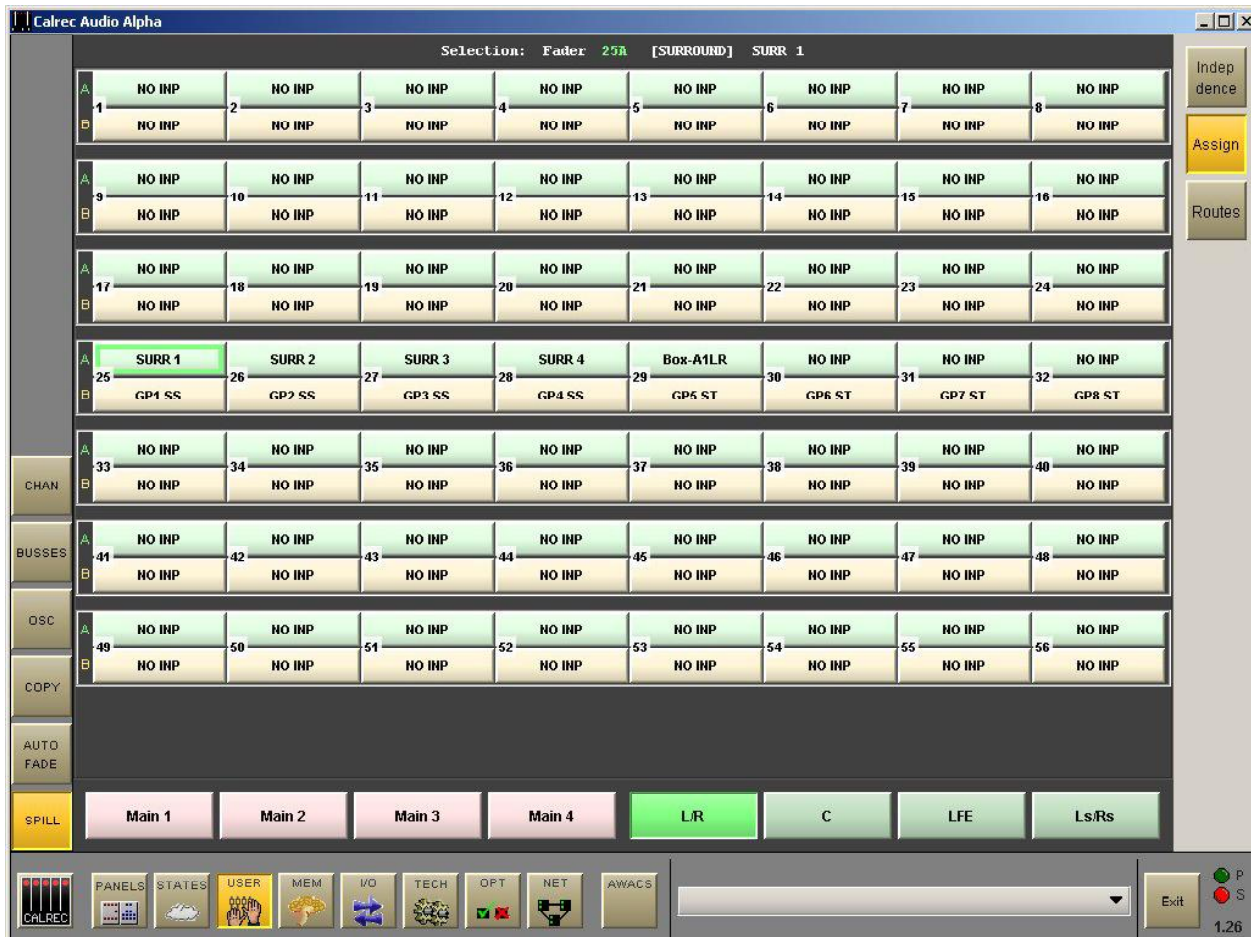 Calrec Audio Alpha
Selection: Fader 25A [SURROUND] SURR 1
A NO INP NO INP NO INP NO INP NO INP NO INP NO INP NO INP
1 2 3 4 5 6 7 8
B NO INP NO INP NO INP NO INP NO INP NO INP NO INP NO INP
A NO INP NO INP NO INP NO INP NO INP NO INP NO INP NO INP
9 10 11 12 13 14 15 16
B NO INP NO INP NO INP NO INP NO INP NO INP NO INP NO INP
A NO INP NO INP NO INP NO INP NO INP NO INP NO INP NO INP
17 18 19 20 21 22 23 24
B NO INP NO INP NO INP NO INP NO INP NO INP NO INP NO INP
A SURR 1 SURR 2 SURR 3 SURR 4 Box-A1LR NO INP NO INP NO INP
25 26 27 28 29 30 31 32
B GP1 SS GP2 SS GP3 SS GP4 SS GP5 ST GP6 ST GP7 ST GP8 ST
A NO INP NO INP NO INP NO INP NO INP NO INP NO INP NO INP
33 34 35 36 37 38 39 40
B NO INP NO INP NO INP NO INP NO INP NO INP NO INP NO INP
A NO INP NO INP NO INP NO INP NO INP NO INP NO INP NO INP
41 42 43 44 45 46 47 48
B NO INP NO INP NO INP NO INP NO INP NO INP NO INP NO INP
A NO INP NO INP NO INP NO INP NO INP NO INP NO INP NO INP
49 50 51 52 53 54 55 56
B NO INP NO INP NO INP NO INP NO INP NO INP NO INP NO INP
Indep
dence
Assign
Routes
CHAN
BUSSES
OSC
COPY
AUTO
FADE
SPILL
Main 1 Main 2 Main 3 Main 4 L/R C LFE Ls/Rs
CALREC PANELS STATES USER MEM I/O TECH OPT NET AWACS Exit
P
S
1.26